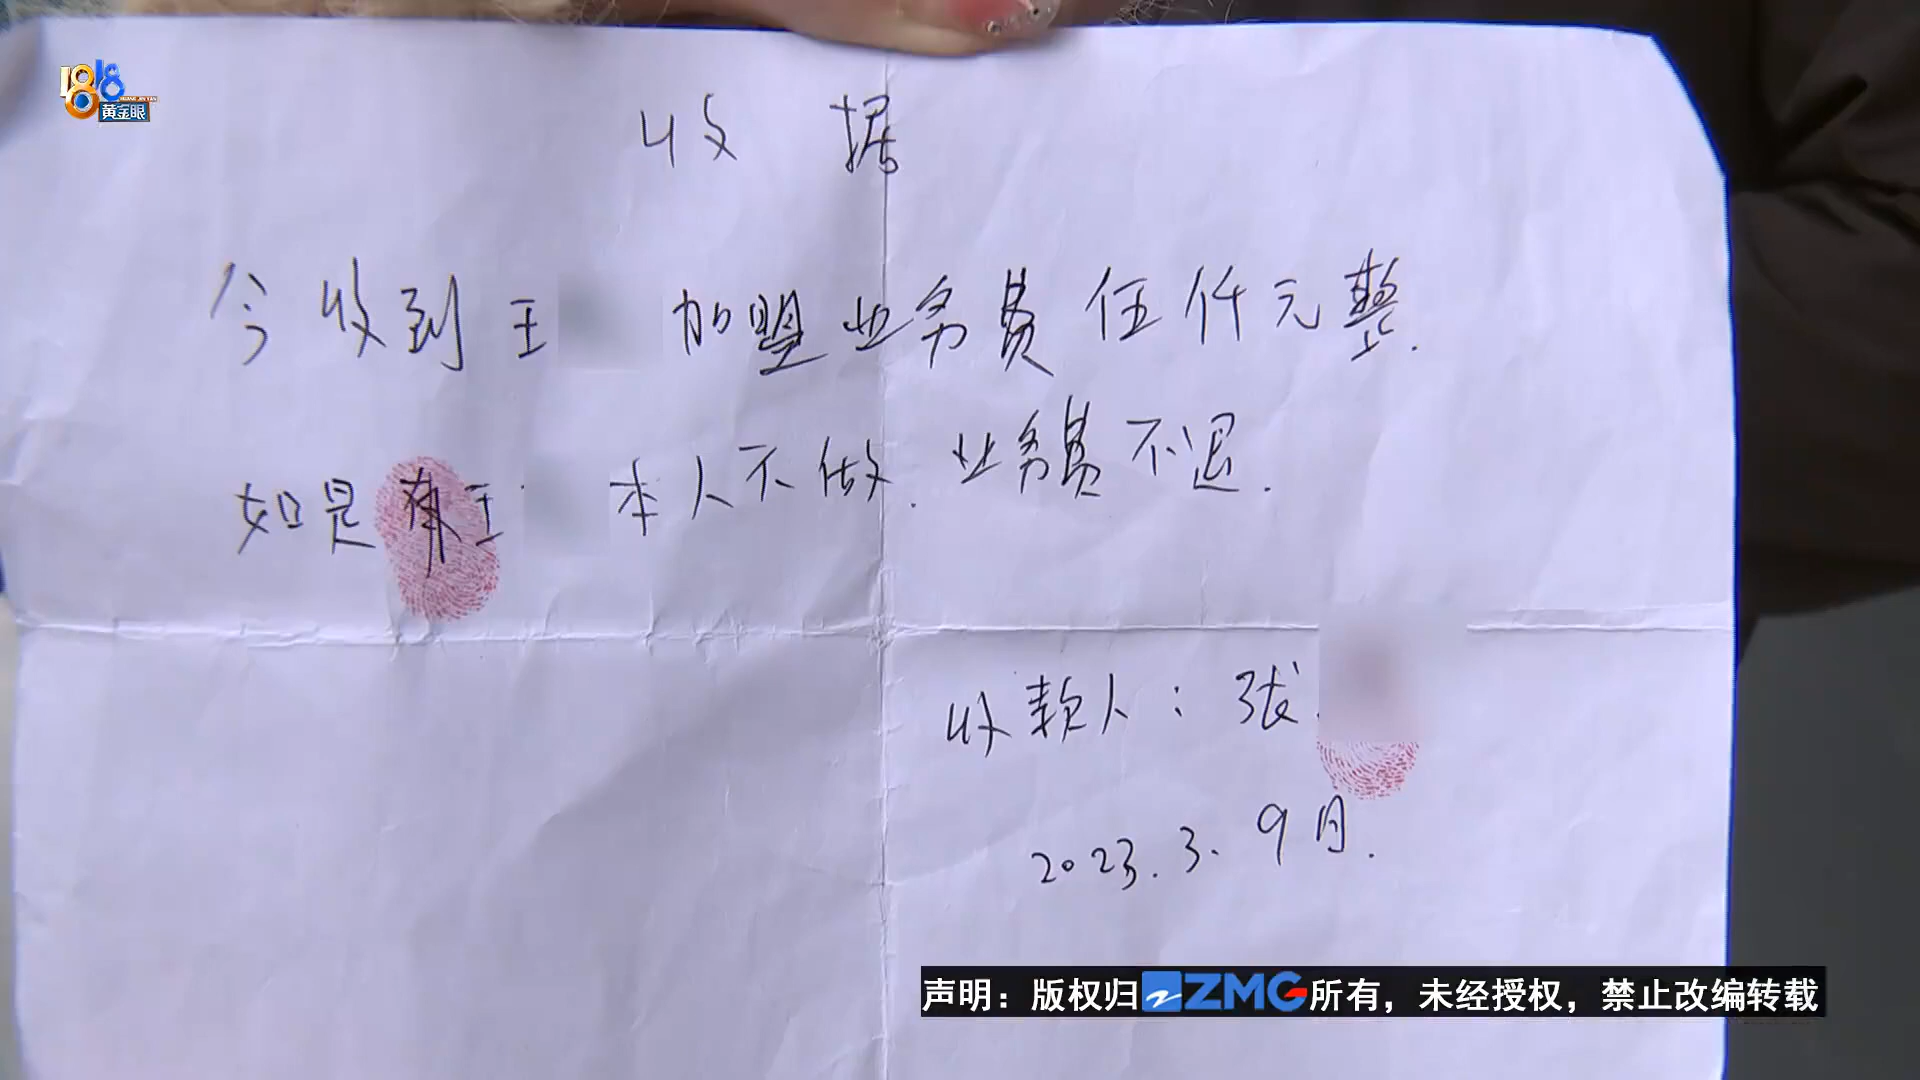 1818
黄金眼
收据
今收到王 加盟业务费伍仟元整.
如是 王 本人不做.业务费不退.
收款人：张
2023.3.9日.
声明：版权归ZMG所有，未经授权，禁止改编转载